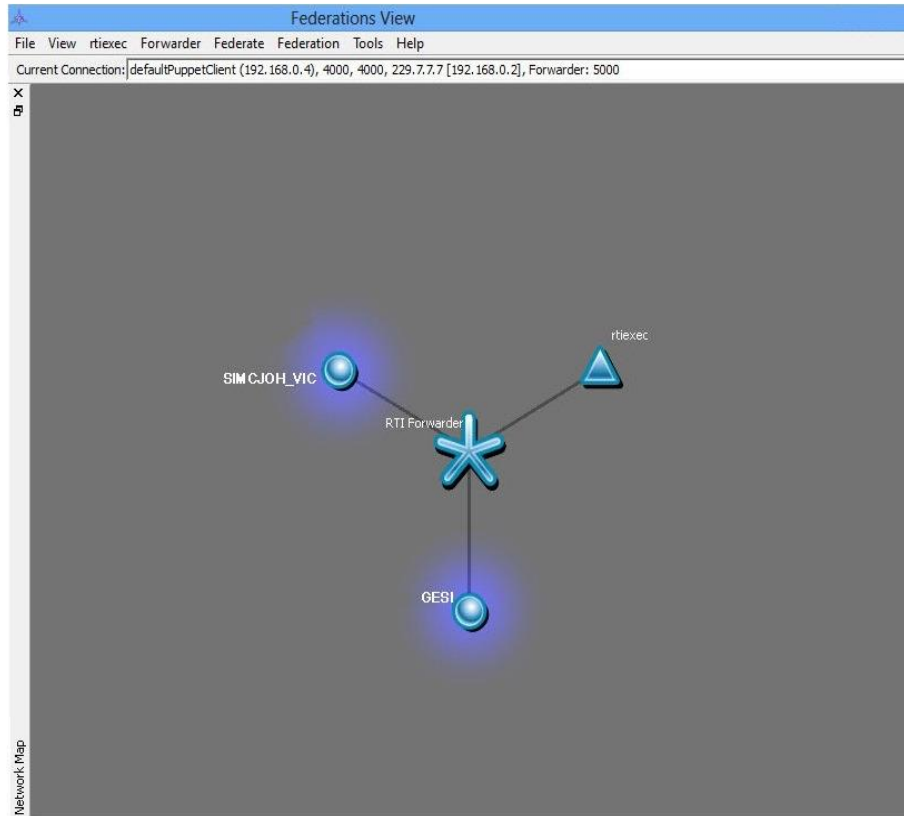 Federations View
File View rtiexec Forwarder Federate Federation Tools Help
Current Connection: defaultPuppetClient (192.168.0.4), 4000, 4000, 229.7.7.7 [192.168.0.2], Forwarder: 5000
rtiexec
SIMCJOH_VIC
RTI Forwarder
GESI
Network Map